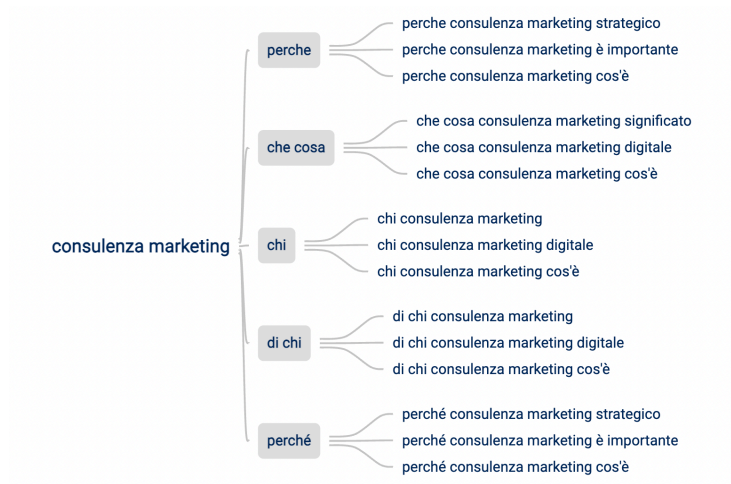 consulenza marketing
perche
perche consulenza marketing strategico
perche consulenza marketing è importante
perche consulenza marketing cos'è
che cosa
che cosa consulenza marketing significato
che cosa consulenza marketing digitale
che cosa consulenza marketing cos'è
chi
chi consulenza marketing
chi consulenza marketing digitale
chi consulenza marketing cos'è
di chi
di chi consulenza marketing
di chi consulenza marketing digitale
di chi consulenza marketing cos'è
perché
perché consulenza marketing strategico
perché consulenza marketing è importante
perché consulenza marketing cos'è